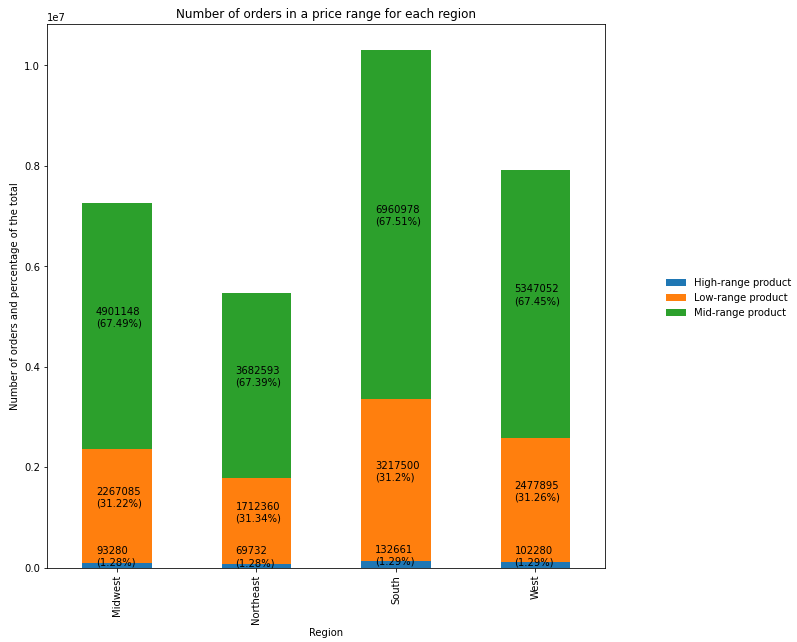 Number of orders in a price range for each region
1e7
1.0
0.8
0.6
0.4
0.2
0.0
Number of orders and percentage of the total
4901148
(67.49%)
2267085
(31.22%)
93280
(1.28%)
3682593
(67.39%)
1712360
(31.34%)
69732
(1.28%)
6960978
(67.51%)
3217500
(31.2%)
132661
(1.29%)
5347052
(67.45%)
2477895
(31.26%)
102280
(1.29%)
Midwest
Northeast
South
West
Region
High-range product
Low-range product
Mid-range product